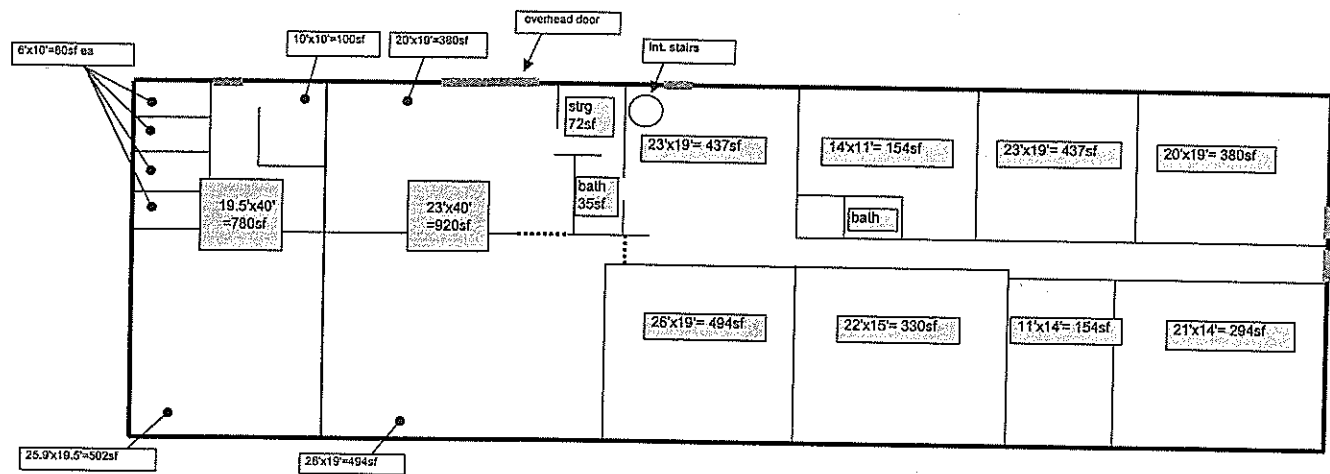 overhead door
6'x10'=60sf ea
10'x10'=100sf
20'x19'=380sf
Int. stairs
strg
72sf
23'x19'= 437sf
14'x11'= 154sf
23'x19'= 437sf
20'x19'= 380sf
19.5'x40'
=780sf
23'x40'
=920sf
bath
35sf
bath
26'x19'= 494sf
22'x15'= 330sf
11'x14'= 154sf
21'x14'= 294sf
25.9'x19.5'=502sf
26'x19'=494sf